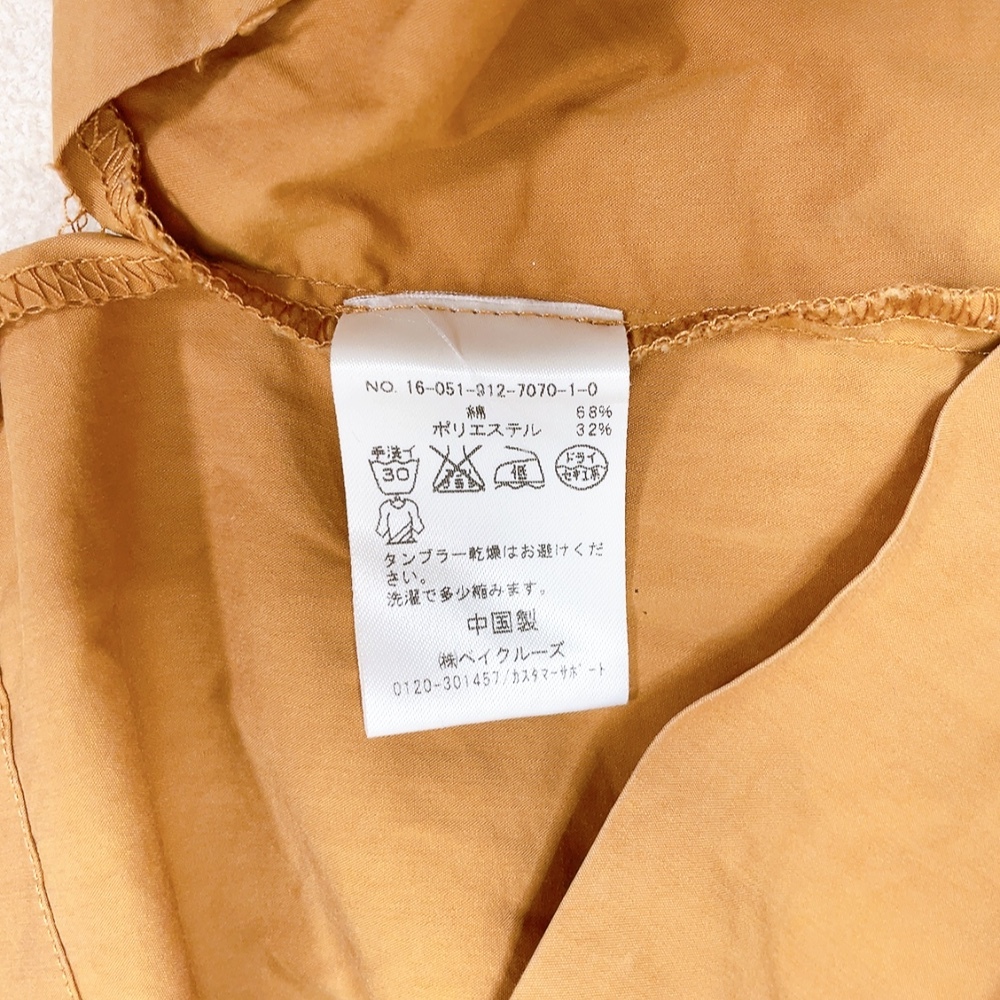 NO. 16-051-912-7070-1-0
綿 68%
ポリエステル 32%
手洗イ
30
低
ドライ
セキユ系
タンブラー乾燥はお避けくだ
さい。
洗濯で多少縮みます。
中国製
㈱ベイクルーズ
0120-301457/カスタマーサポート